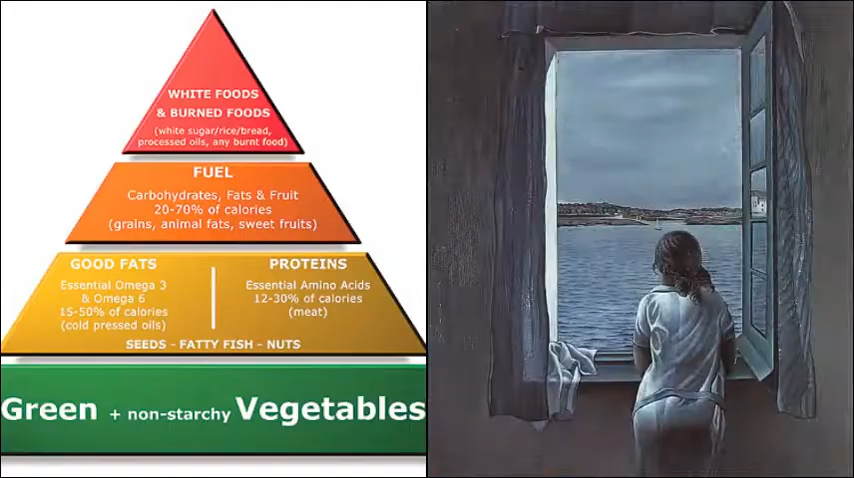 WHITE FOODS
& BURNED FOODS
(white sugar/rice/bread,
processed oils, any burnt food)
FUEL
Carbohydrates, Fats & Fruit
20-70% of calories
(grains, animal fats, sweet fruits)
GOOD FATS
Essential Omega 3
& Omega 6
15-50% of calories
(cold pressed oils)
PROTEINS
Essential Amino Acids
12-30% of calories
(meat)
SEEDS - FATTY FISH - NUTS
Green + non-starchy Vegetables